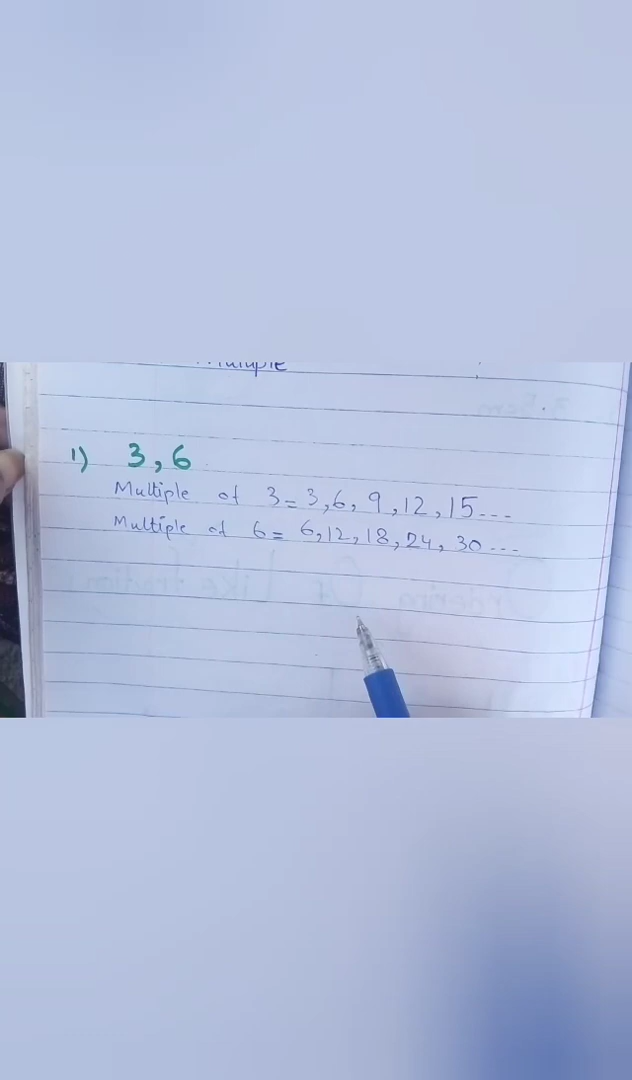 1) 3, 6
Multiple of 3 = 3, 6, 9, 12, 15 ---
Multiple of 6 = 6, 12, 18, 24, 30 ---